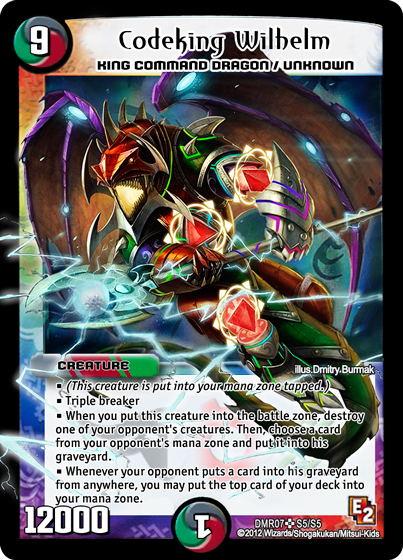 9
Codeking Wilhelm
KING COMMAND DRAGON / UNKNOWN
CREATURE
illus.Dmitry Burmak
▪ (This creature is put into your mana zone tapped.)
▪ Triple breaker
▪ When you put this creature into the battle zone, destroy
one of your opponent's creatures. Then, choose a card
from your opponent's mana zone and put it into his
graveyard.
▪ Whenever your opponent puts a card into his graveyard
from anywhere, you may put the top card of your deck into
your mana zone.
12000
1
DMR07 S5/S5
©2012 Wizards/Shogakukan/Mitsui-Kids
E2